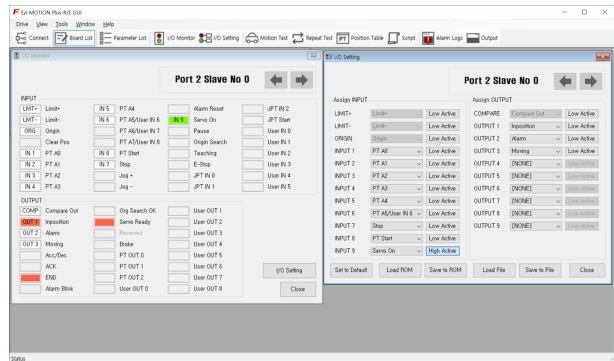 Ezi-MOTION Plus-R/E GUI
Drive View Tools Window Help
Connect Board List Parameter List I/O Monitor I/O Setting Motion Test Repeat Test PT Position Table Script Alarm Logs Output
I/O Monitor
Port 2 Slave No 0
INPUT
LMT+ Limit+ IN 5 PT A4 Alarm Reset JPT IN 2
LMT- Limit- IN 6 PT A5/User IN 6 IN 9 Servo On JPT Start
ORG Origin PT A6/User IN 7 Pause User IN 0
Clear Pos PT A7/User IN 8 Origin Search User IN 1
IN 1 PT A0 IN 8 PT Start Teaching User IN 2
IN 2 PT A1 IN 7 Stop E-Stop User IN 3
IN 3 PT A2 Jog + JPT IN 0 User IN 4
IN 4 PT A3 Jog - JPT IN 1 User IN 5
OUTPUT
COMP Compare Out Org Search OK User OUT 1
OUT 1 Inposition Servo Ready User OUT 2
OUT 2 Alarm Reserved User OUT 3
OUT 3 Moving Brake User OUT 4
Acc/Dec PT OUT 0 User OUT 5
ACK PT OUT 1 User OUT 6
END PT OUT 2 User OUT 7
Alarm Blink User OUT 0 User OUT 8
I/O Setting
Close
I/O Setting
Port 2 Slave No 0
Assign INPUT Assign OUTPUT
LIMIT+ Limit+ Low Active COMPARE Compare Out Low Active
LIMIT- Limit- Low Active OUTPUT 1 Inposition Low Active
ORIGIN Origin Low Active OUTPUT 2 Alarm Low Active
INPUT 1 PT A0 Low Active OUTPUT 3 Moving Low Active
INPUT 2 PT A1 Low Active OUTPUT 4 [NONE] Low Active
INPUT 3 PT A2 Low Active OUTPUT 5 [NONE] Low Active
INPUT 4 PT A3 Low Active OUTPUT 6 [NONE] Low Active
INPUT 5 PT A4 Low Active OUTPUT 7 [NONE] Low Active
INPUT 6 PT A5/User IN 6 Low Active OUTPUT 8 [NONE] Low Active
INPUT 7 Stop Low Active OUTPUT 9 [NONE] Low Active
INPUT 8 PT Start Low Active
INPUT 9 Servo On High Active
Set to Default Load ROM Save to ROM Load File Save to File Close
Status